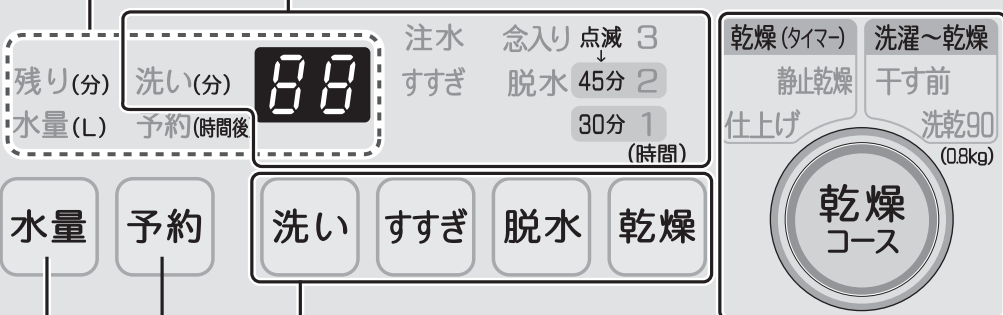 残り(分) 洗い(分) 88
水量(L) 予約(時間後
注水 念入り 点滅 3
↓
すすぎ 脱水 45分 2
30分 1
(時間)
乾燥(タイマー) 洗濯~乾燥
静止乾燥 干す前
仕上げ 洗乾90
(0.8kg)
水量 予約 洗い すすぎ 脱水 乾燥
乾燥
コース